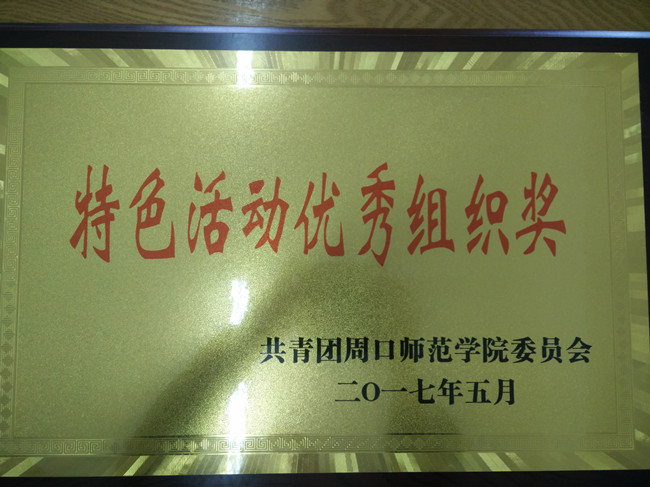 特色活动优秀组织奖
共青团周口师范学院委员会
二O一七年五月